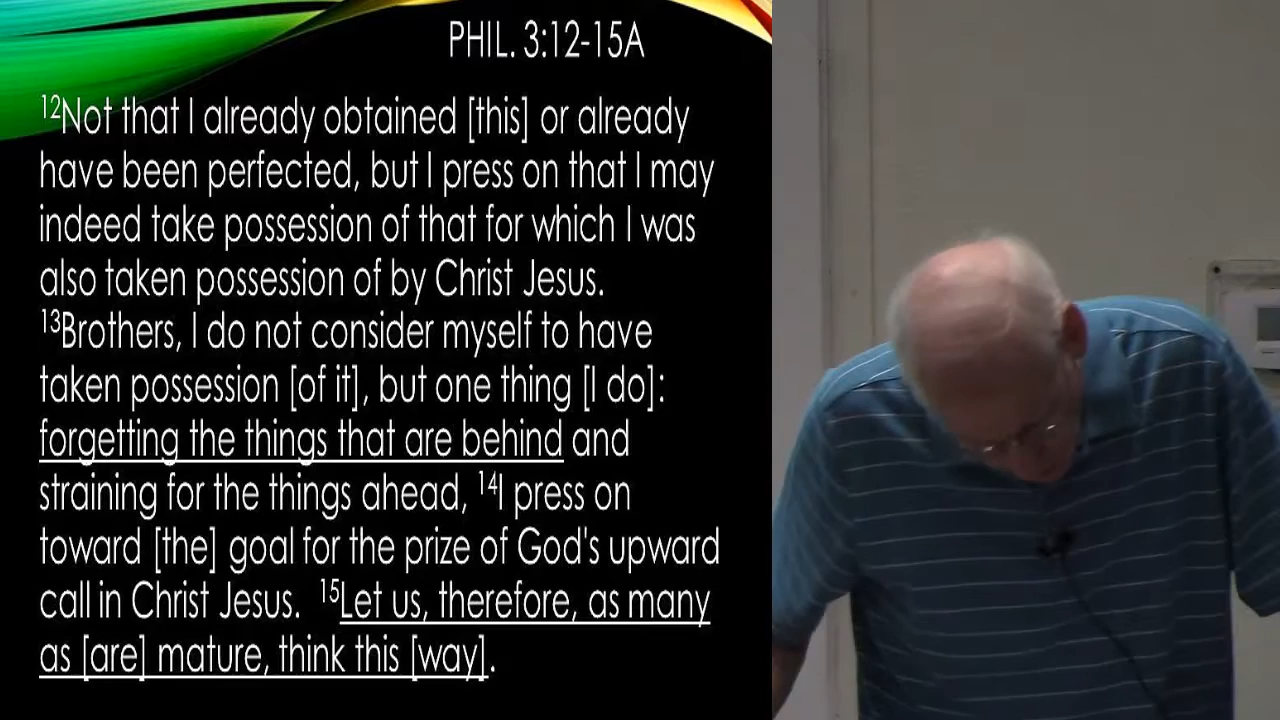 PHIL. 3:12-15A
12Not that I already obtained [this] or already
have been perfected, but I press on that I may
indeed take possession of that for which I was
also taken possession of by Christ Jesus.
13Brothers, I do not consider myself to have
taken possession [of it], but one thing [I do]:
forgetting the things that are behind and
straining for the things ahead, 14I press on
toward [the] goal for the prize of God's upward
call in Christ Jesus. 15Let us, therefore, as many
as [are] mature, think this [way].